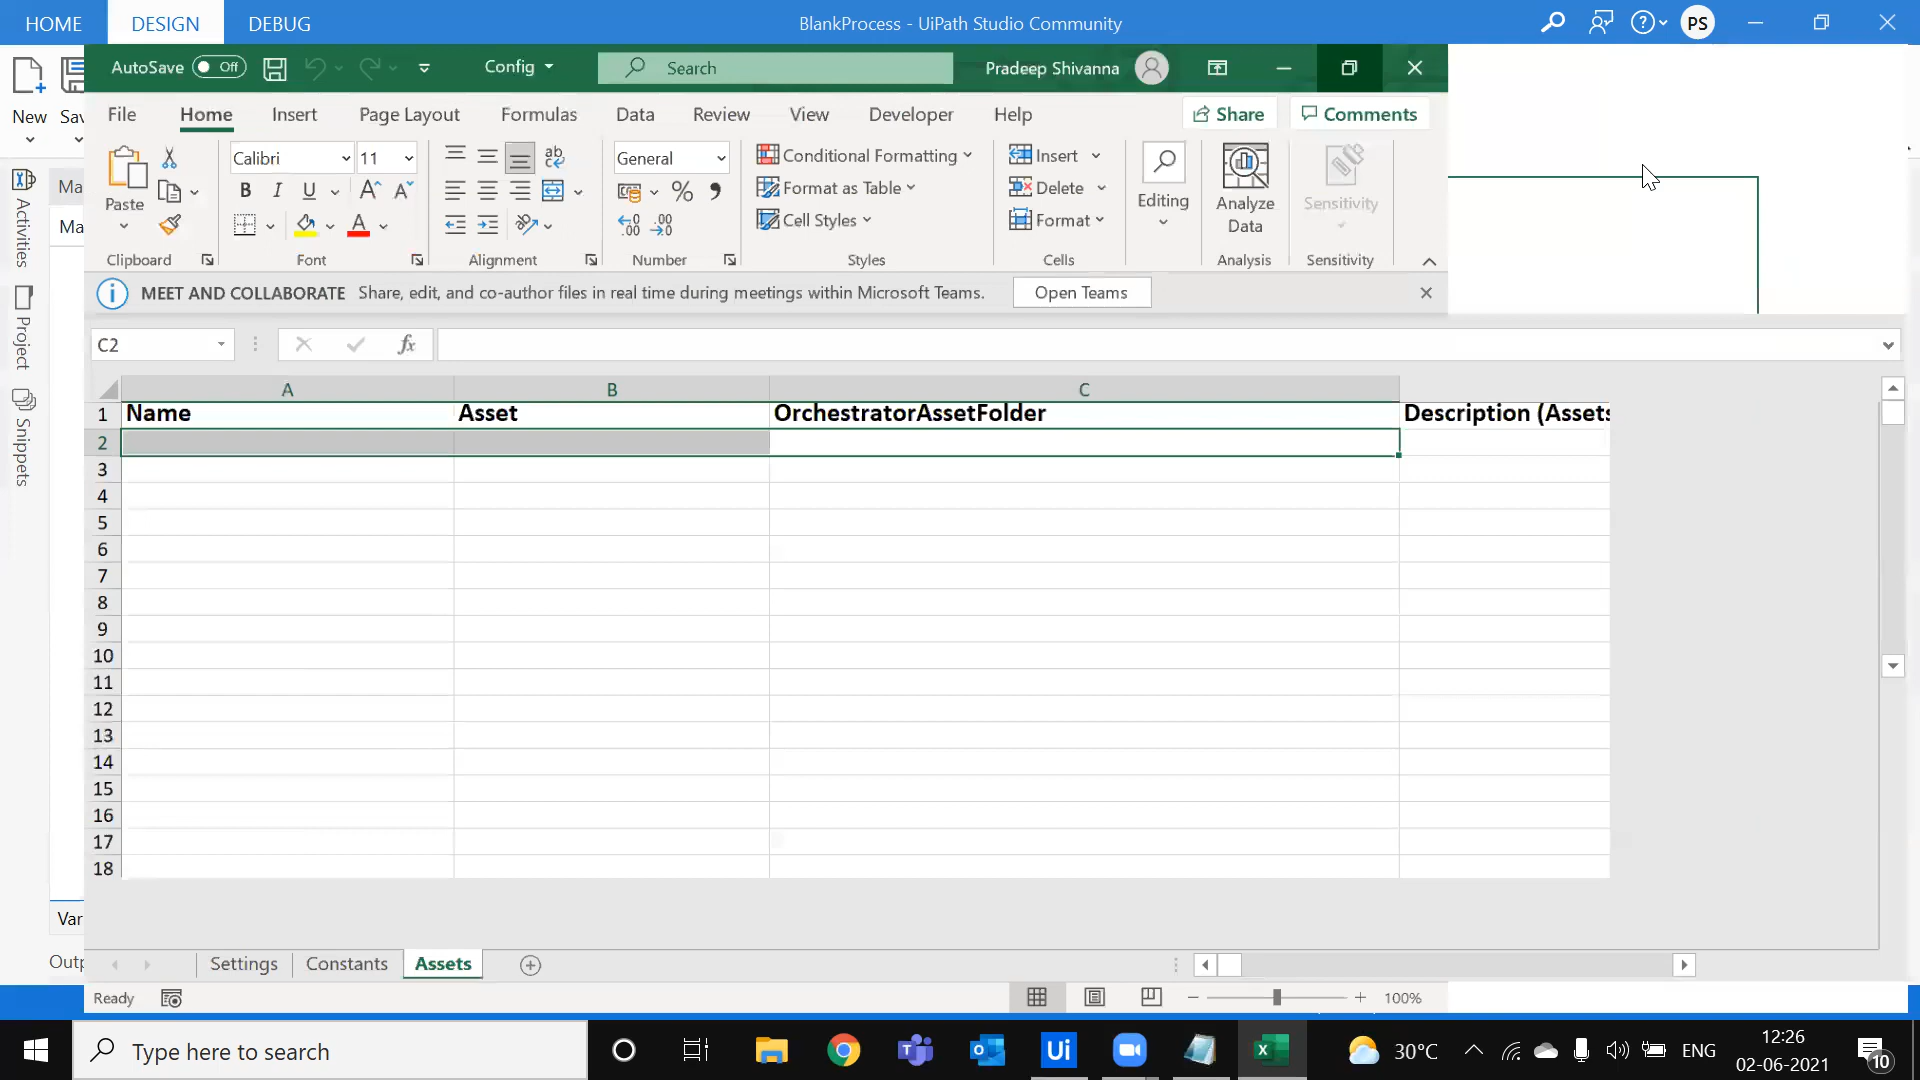 HOME DESIGN DEBUG BlankProcess - UiPath Studio Community PS
AutoSave Off Config Search Pradeep Shivanna
New Sav
File Home Insert Page Layout Formulas Data Review View Developer Help Share Comments
Activities
Project
Snippets
Ma
Ma
Paste
Calibri 11
B I U A A
A
ab
c
General
% 9
.00
.00
Conditional Formatting
Format as Table
Cell Styles
Insert
Delete
Format
Editing
Analyze
Data
Sensitivity
Clipboard Font Alignment Number Styles Cells Analysis Sensitivity
MEET AND COLLABORATE Share, edit, and co-author files in real time during meetings within Microsoft Teams. Open Teams
C2 fx
A B C
1 Name Asset OrchestratorAssetFolder Description (Assets
2
3
4
5
6
7
8
9
10
11
12
13
14
15
16
17
18
Var
Outp
Settings Constants Assets
Ready 100%
Type here to search Ui 30°C ENG 12:26
02-06-2021 10